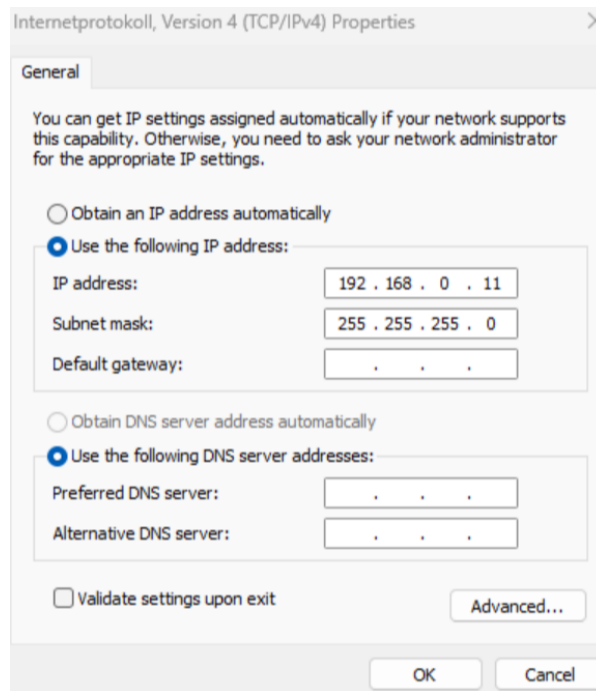 Internetprotokoll, Version 4 (TCP/IPv4) Properties
General
You can get IP settings assigned automatically if your network supports
this capability. Otherwise, you need to ask your network administrator
for the appropriate IP settings.
Obtain an IP address automatically
Use the following IP address:
IP address: 192 . 168 . 0 . 11
Subnet mask: 255 . 255 . 255 . 0
Default gateway: . . .
Obtain DNS server address automatically
Use the following DNS server addresses:
Preferred DNS server: . . .
Alternative DNS server: . . .
Validate settings upon exit
Advanced...
OK Cancel